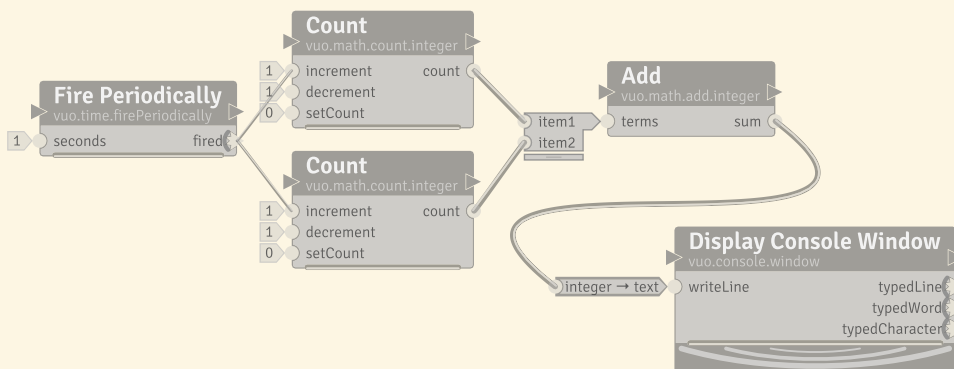 Count
vuo.math.count.integer
1 increment count
1 decrement
0 setCount
Fire Periodically
vuo.time.firePeriodically
1 seconds fired
Count
vuo.math.count.integer
1 increment count
1 decrement
0 setCount
item1
item2
Add
vuo.math.add.integer
terms sum
integer → text
Display Console Window
vuo.console.window
writeLine typedLine
typedWord
typedCharacter